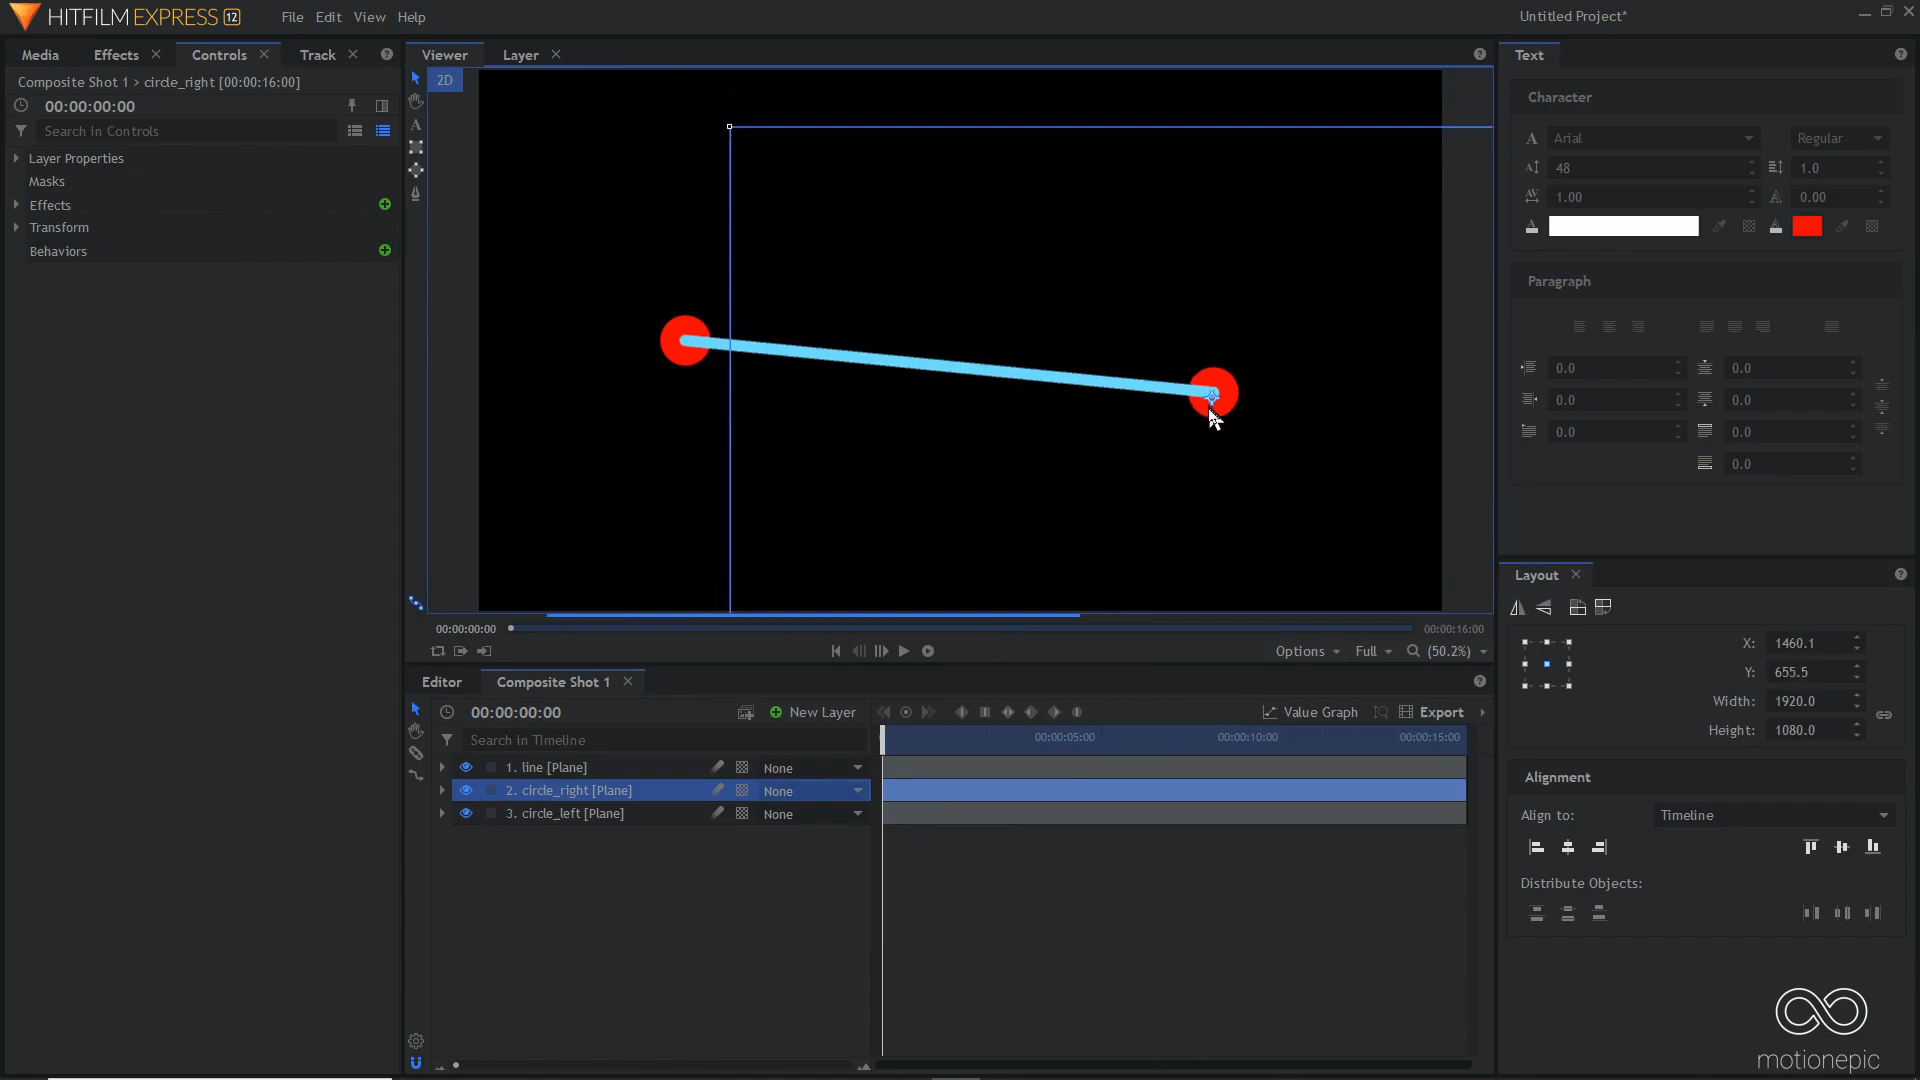 HITFILM EXPRESS 12
File Edit View Help
Untitled Project*
Media Effects Controls Track
Composite Shot 1 > circle_right [00:00:16:00]
00:00:00:00
Search in Controls
Layer Properties
Masks
Effects
Transform
Behaviors
Viewer Layer
2D
00:00:00:00
00:00:16:00
Options Full (50.2%)
Editor Composite Shot 1
00:00:00:00 New Layer Value Graph Export
Search in Timeline
00:00:05:00 00:00:10:00 00:00:15:00
1. line [Plane] None
2. circle_right [Plane] None
3. circle_left [Plane] None
Text
Character
Arial Regular
48 1.0
1.00 0.00
Paragraph
0.0 0.0
0.0 0.0
0.0 0.0
0.0
Layout
X: 1460.1
Y: 655.5
Width: 1920.0
Height: 1080.0
Alignment
Align to: Timeline
Distribute Objects:
motionepic